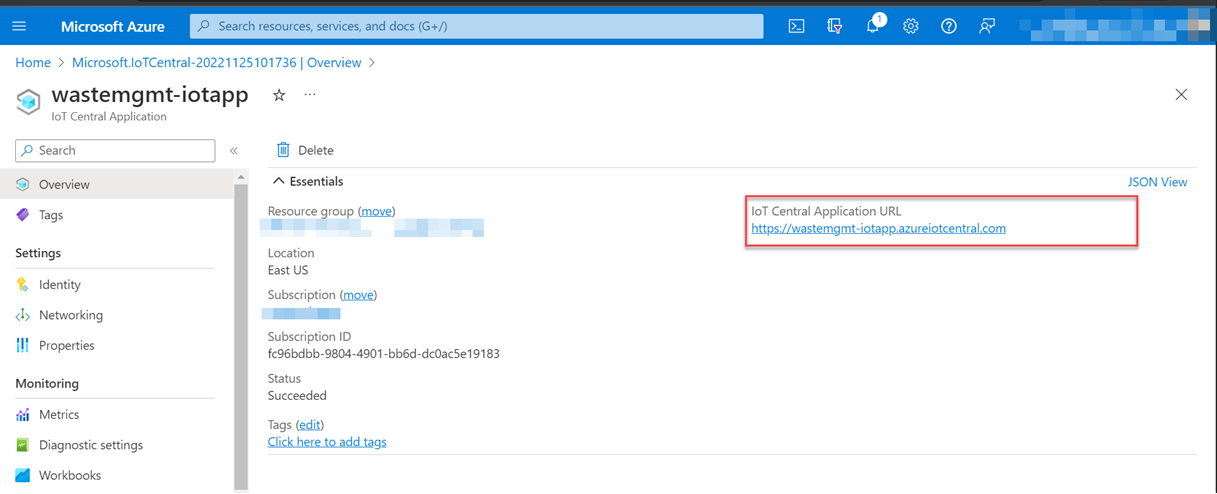 Microsoft Azure
Search resources, services, and docs (G+/)
1
Home > Microsoft.IoTCentral-20221125101736 | Overview >
wastemgmt-iotapp
IoT Central Application
Search
«
Delete
Overview
Essentials
JSON View
Tags
Resource group (move)
IoT Central Application URL
https://wastemgmt-iotapp.azureiotcentral.com
Settings
Location
East US
Identity
Subscription (move)
Networking
Subscription ID
Properties
fc96bdbb-9804-4901-bb6d-dc0ac5e19183
Monitoring
Status
Succeeded
Metrics
Tags (edit)
Diagnostic settings
Click here to add tags
Workbooks